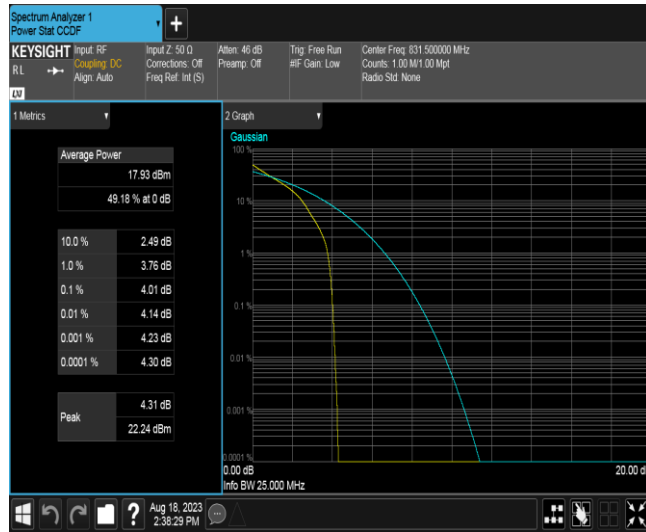 Spectrum Analyzer 1
Power Stat CCDF
KEYSIGHT
RL
LXI
Input: RF
Coupling: DC
Align: Auto
Input Z: 50 Ω
Corrections: Off
Freq Ref: Int (S)
Atten: 46 dB
Preamp: Off
Trig: Free Run
#IF Gain: Low
Center Freq: 831.500000 MHz
Counts: 1.00 M/1.00 Mpt
Radio Std: None
1 Metrics
Average Power
17.93 dBm
49.18 % at 0 dB
10.0 % 2.49 dB
1.0 % 3.76 dB
0.1 % 4.01 dB
0.01 % 4.14 dB
0.001 % 4.23 dB
0.0001 % 4.30 dB
Peak
4.31 dB
22.24 dBm
2 Graph
Gaussian
100 %
10 %
1 %
0.1 %
0.01 %
0.001 %
0.0001 %
0.00 dB
20.00 d
Info BW 25.000 MHz
?
Aug 18, 2023
2:38:29 PM